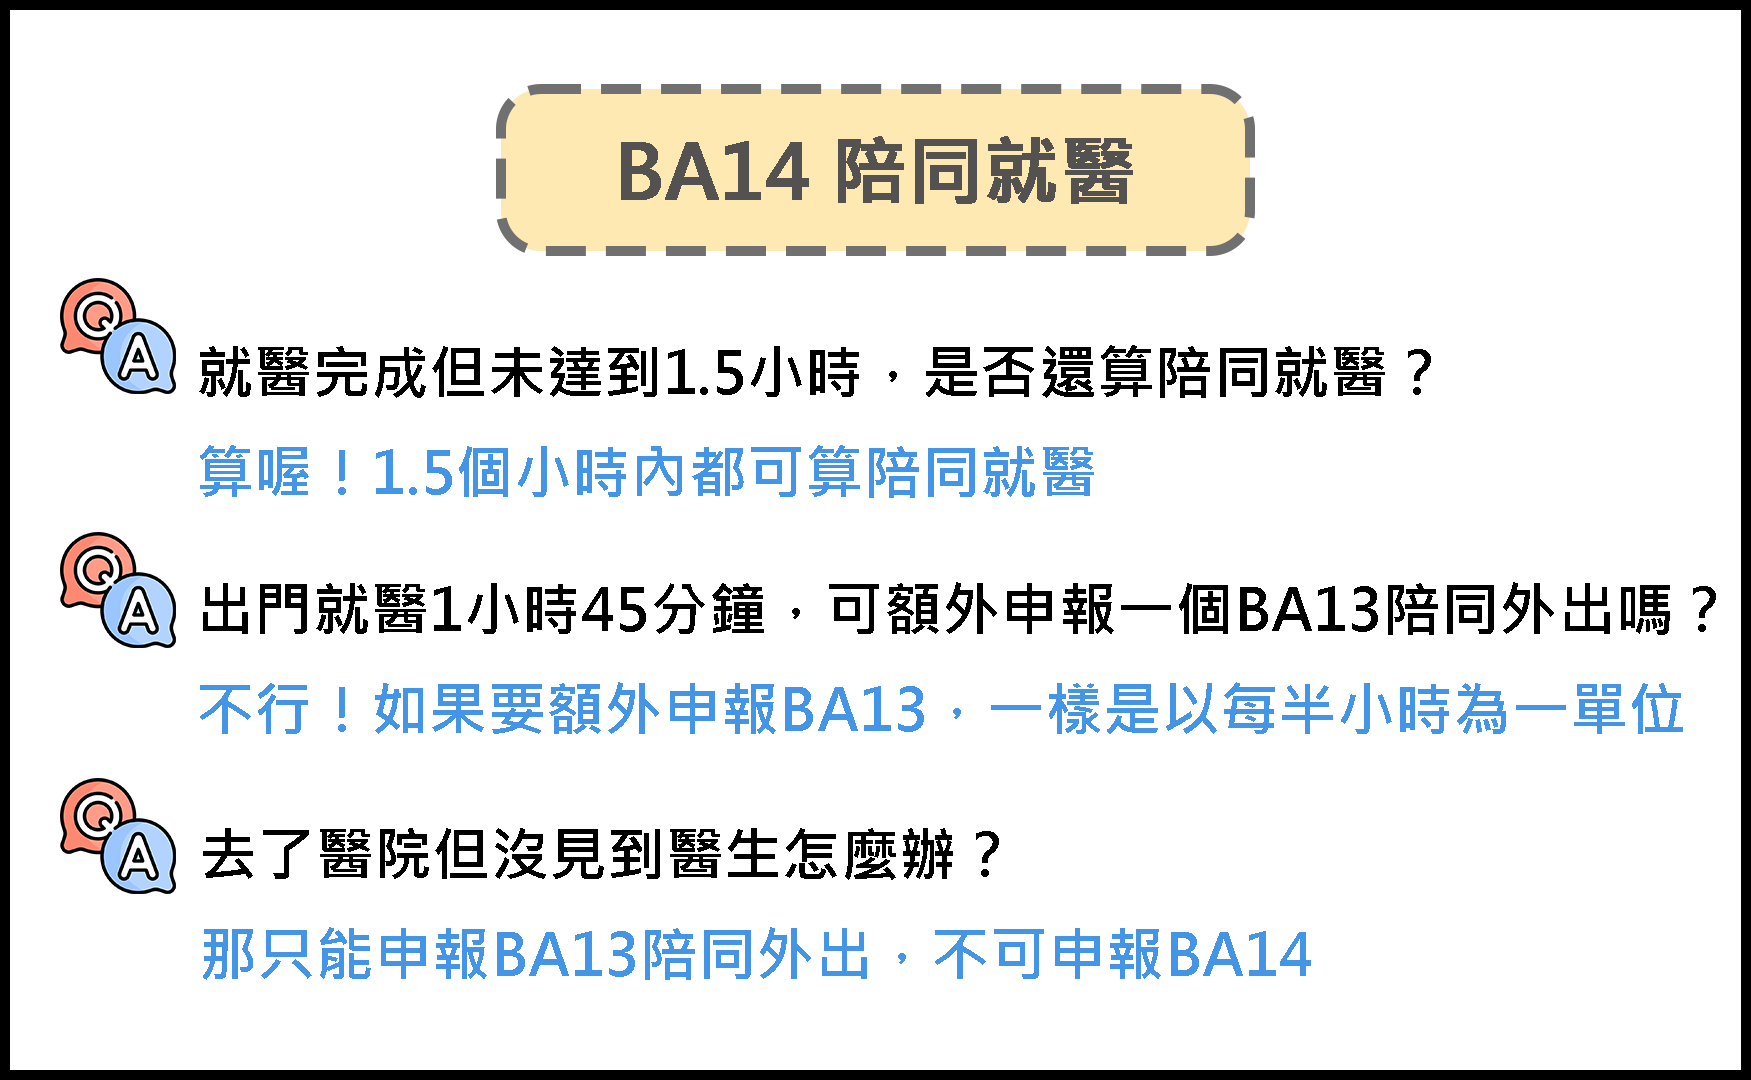 BA14 陪同就醫
QA
就醫完成但未達到1.5小時，是否還算陪同就醫？
算喔！1.5個小時內都可算陪同就醫
QA
出門就醫1小時45分鐘，可額外申報一個BA13陪同外出嗎？
不行！如果要額外申報BA13，一樣是以每半小時為一單位
QA
去了醫院但沒見到醫生怎麼辦？
那只能申報BA13陪同外出，不可申報BA14